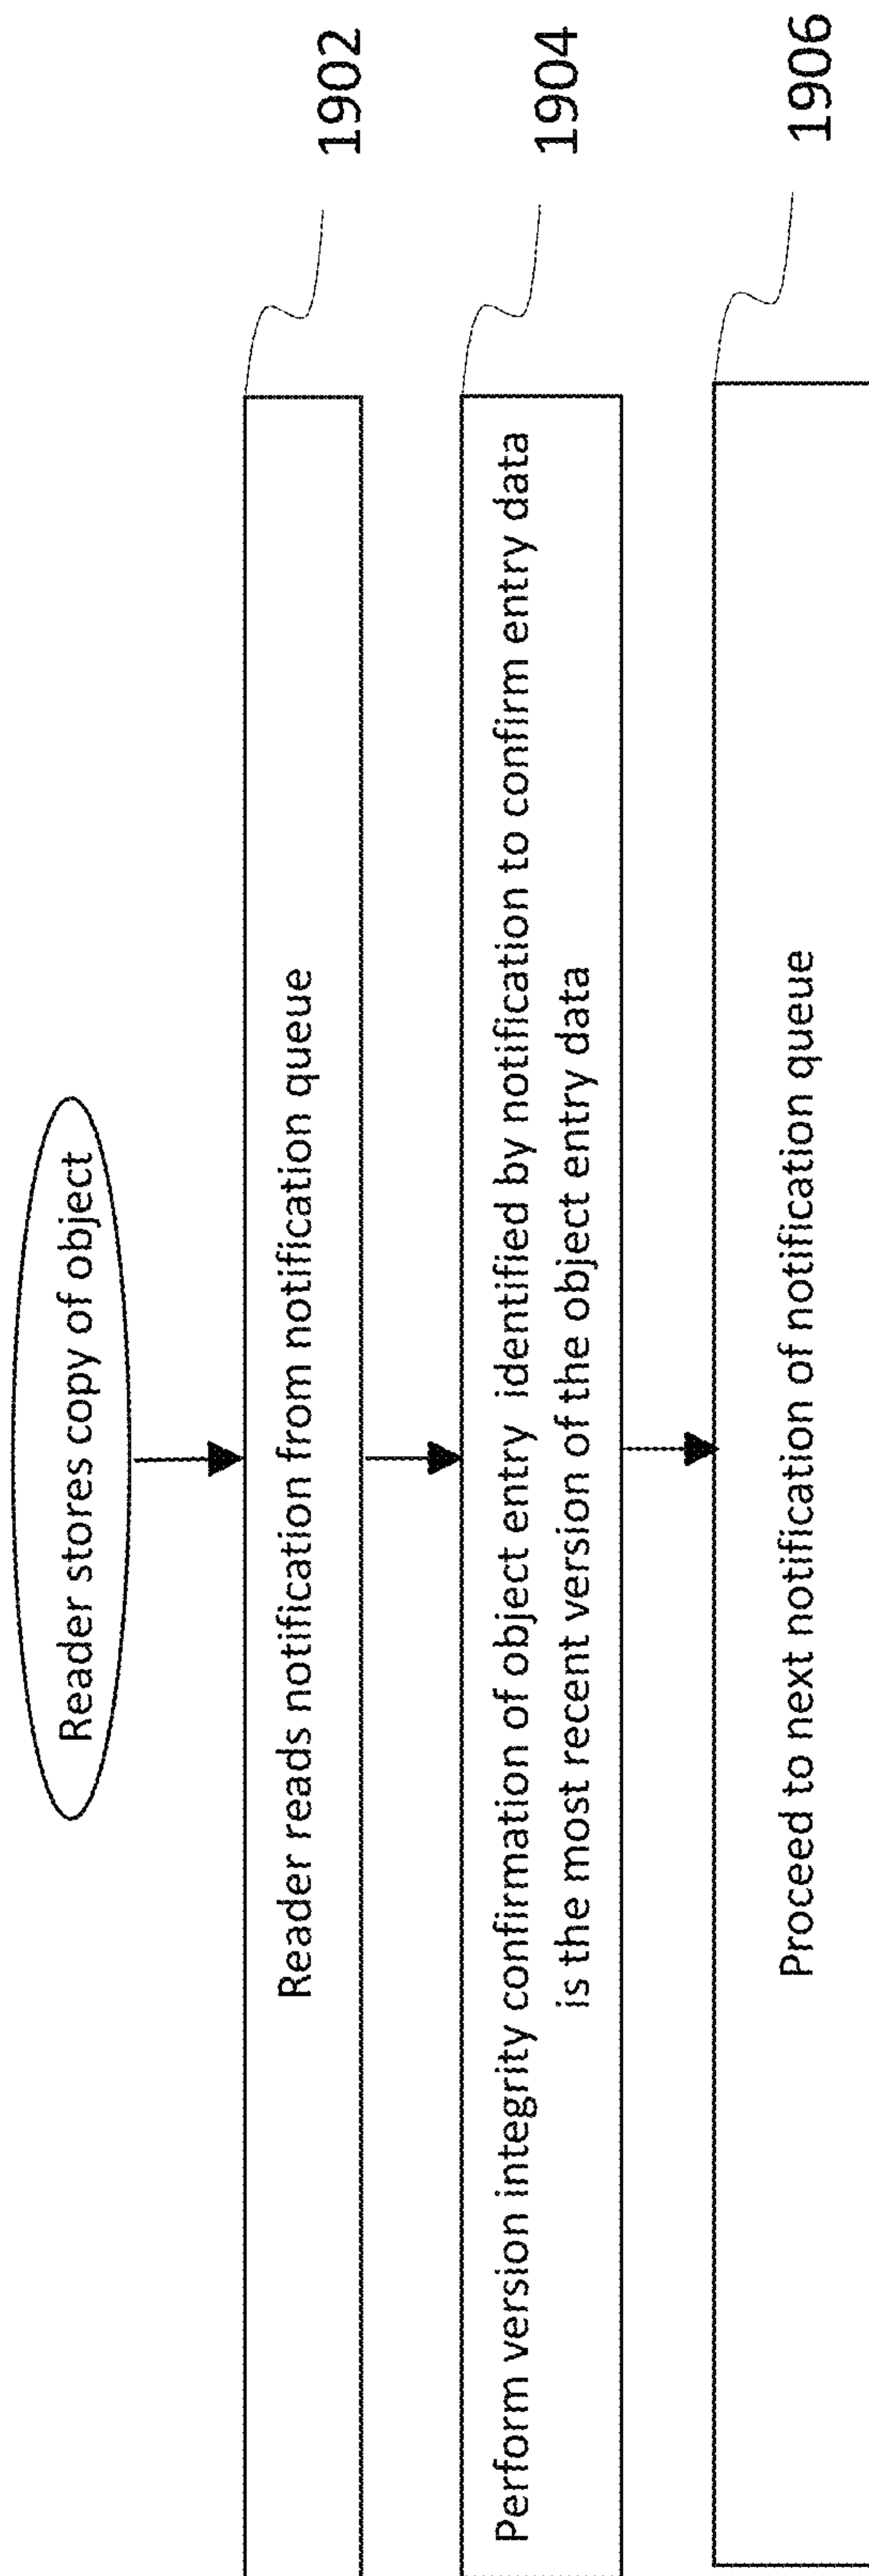 Reader stores copy of object
Reader reads notification from notification queue
1902
Perform version integrity confirmation of object entry identified by notification to confirm entry data
is the most recent version of the object entry data
1904
Proceed to next notification of notification queue
1906